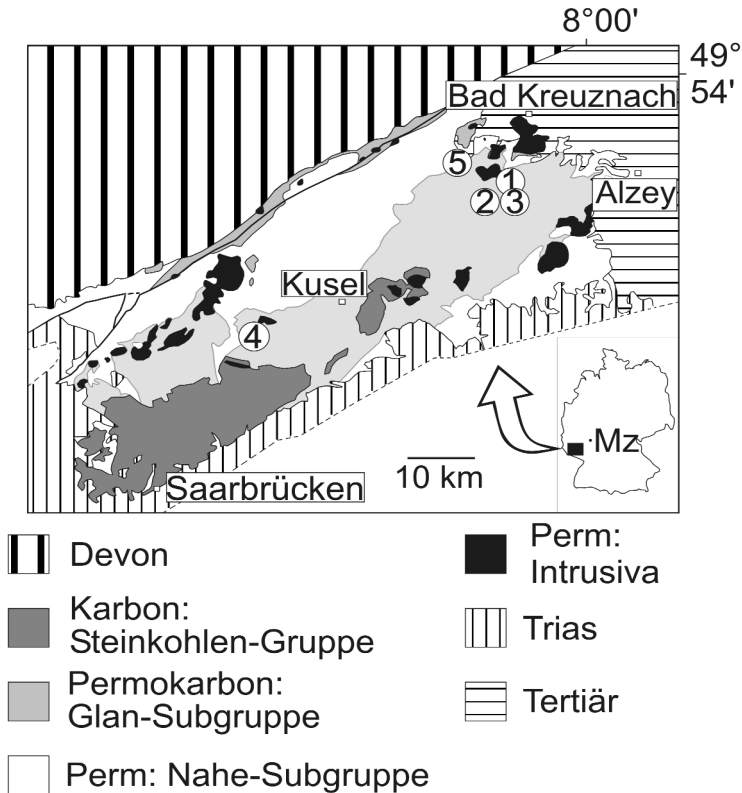 8°00'
49°
54'
Bad Kreuznach
5
1
2
3
Alzey
Kusel
4
Mz
10 km
Saarbrücken
Devon
Karbon:
Steinkohlen-Gruppe
Permokarbon:
Glan-Subgruppe
Perm: Nahe-Subgruppe
Perm:
Intrusiva
Trias
Tertiär